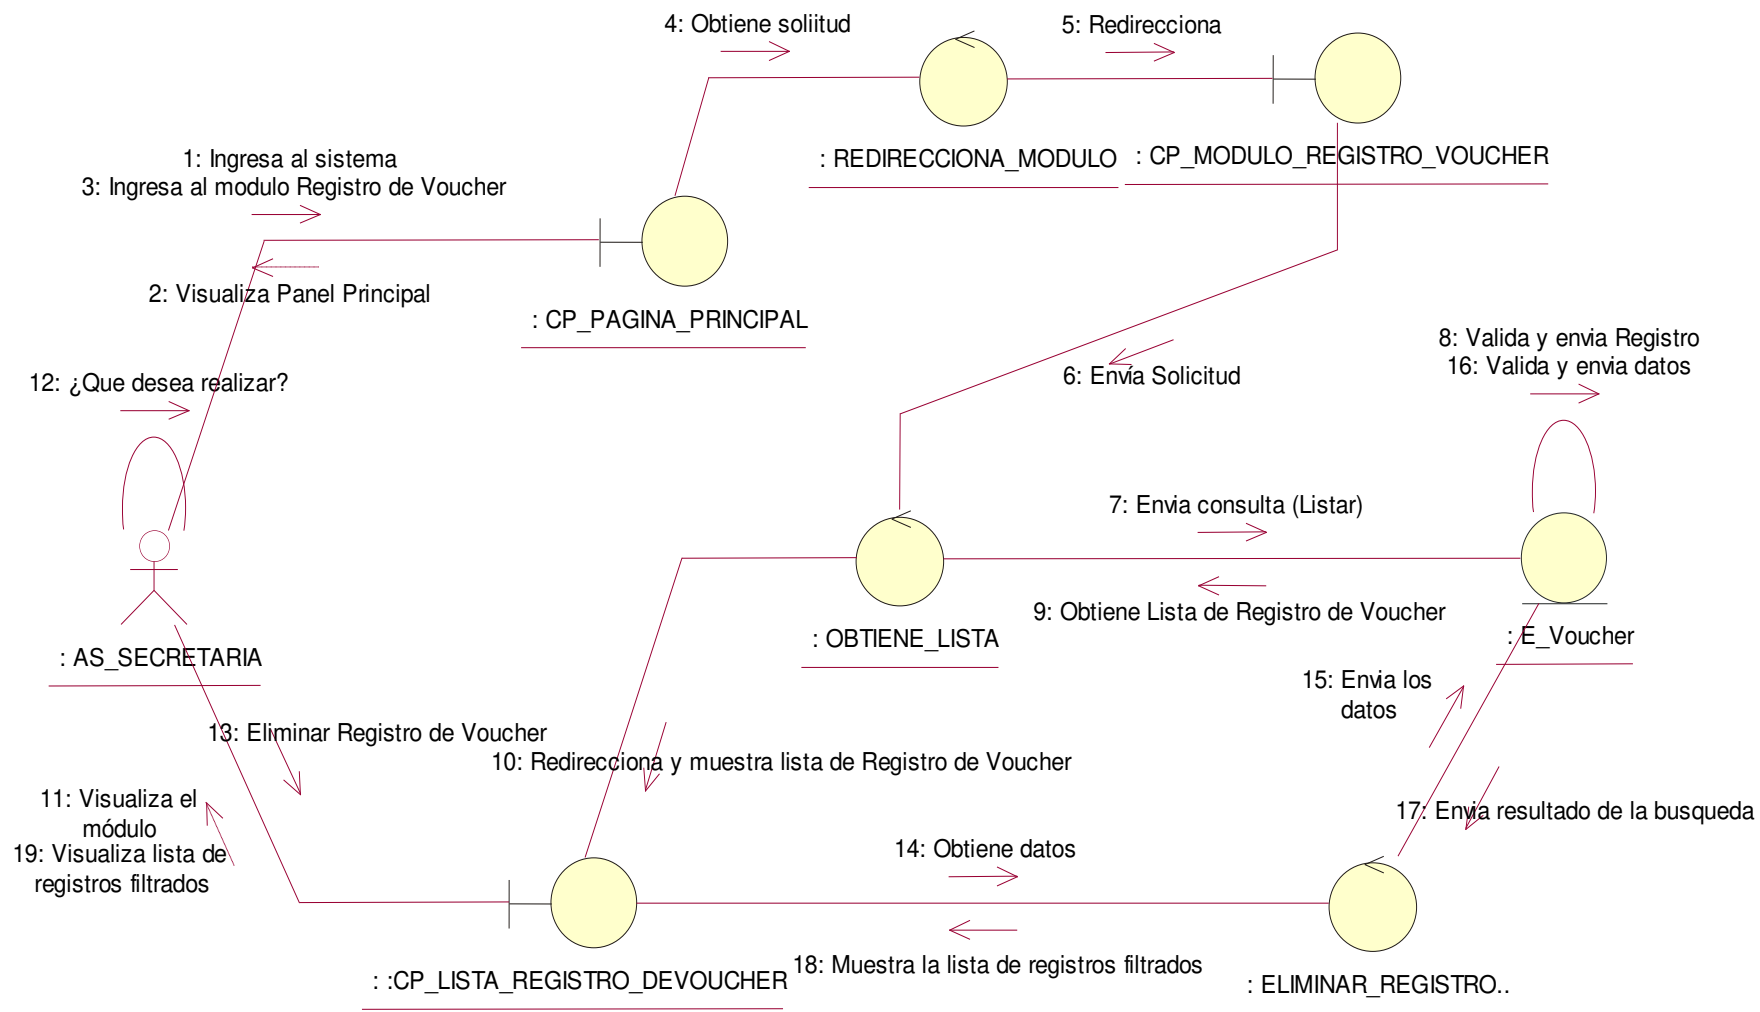 4: Obtiene soliitud
5: Redirecciona
: REDIRECCIONA_MODULO
: CP_MODULO_REGISTRO_VOUCHER
1: Ingresa al sistema
3: Ingresa al modulo Registro de Voucher
2: Visualiza Panel Principal
: CP_PAGINA_PRINCIPAL
12: ¿Que desea realizar?
6: Envía Solicitud
8: Valida y envia Registro
16: Valida y envia datos
7: Envia consulta (Listar)
9: Obtiene Lista de Registro de Voucher
: OBTIENE_LISTA
: E_Voucher
: AS_SECRETARIA
15: Envia los
datos
13: Eliminar Registro de Voucher
10: Redirecciona y muestra lista de Registro de Voucher
11: Visualiza el
módulo
19: Visualiza lista de
registros filtrados
17: Envia resultado de la busqueda
14: Obtiene datos
18: Muestra la lista de registros filtrados
: :CP_LISTA_REGISTRO_DEVOUCHER
: ELIMINAR_REGISTRO..